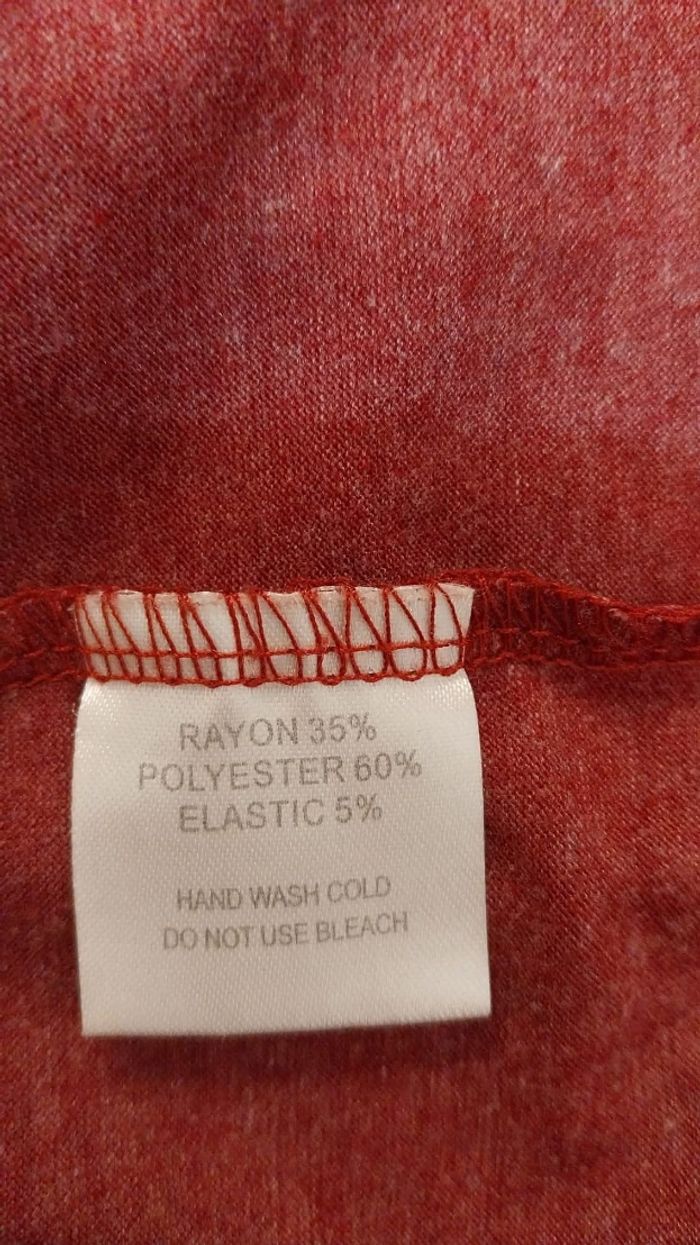 RAYON 35%
POLYESTER 60%
ELASTIC 5%
HAND WASH COLD
DO NOT USE BLEACH